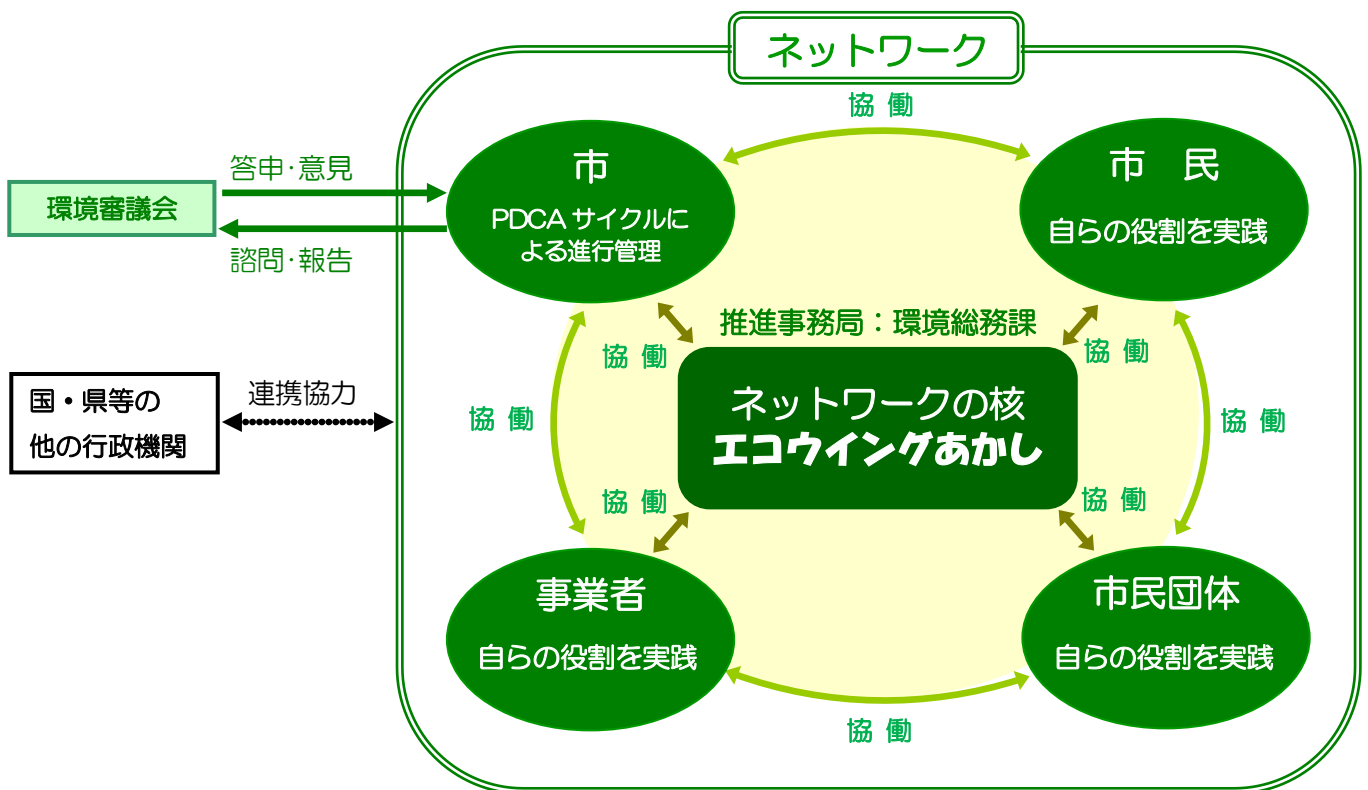 ネットワーク
協 働
市
PDCA サイクルに
よる進行管理
市 民
自らの役割を実践
答申・意見
環境審議会
諮問・報告
推進事務局：環境総務課
協 働
協 働
国・県等の
他の行政機関
連携協力
ネットワークの核
エコウイングあかし
協 働
協 働
協 働
協 働
事業者
自らの役割を実践
市民団体
自らの役割を実践
協 働